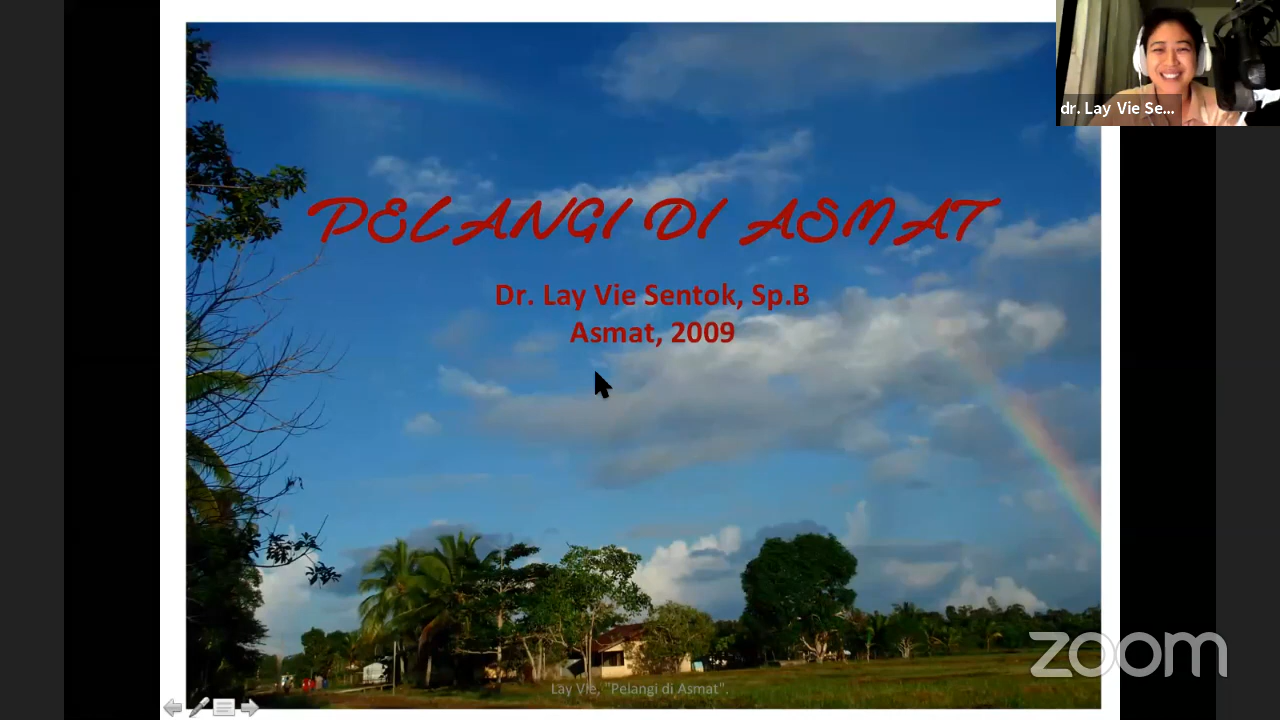 dr. Lay Vie Se...
PELANGI DI ASMAT
Dr. Lay Vie Sentok, Sp.B
Asmat, 2009
zoom
Lay Vie, "Pelangi di Asmat".